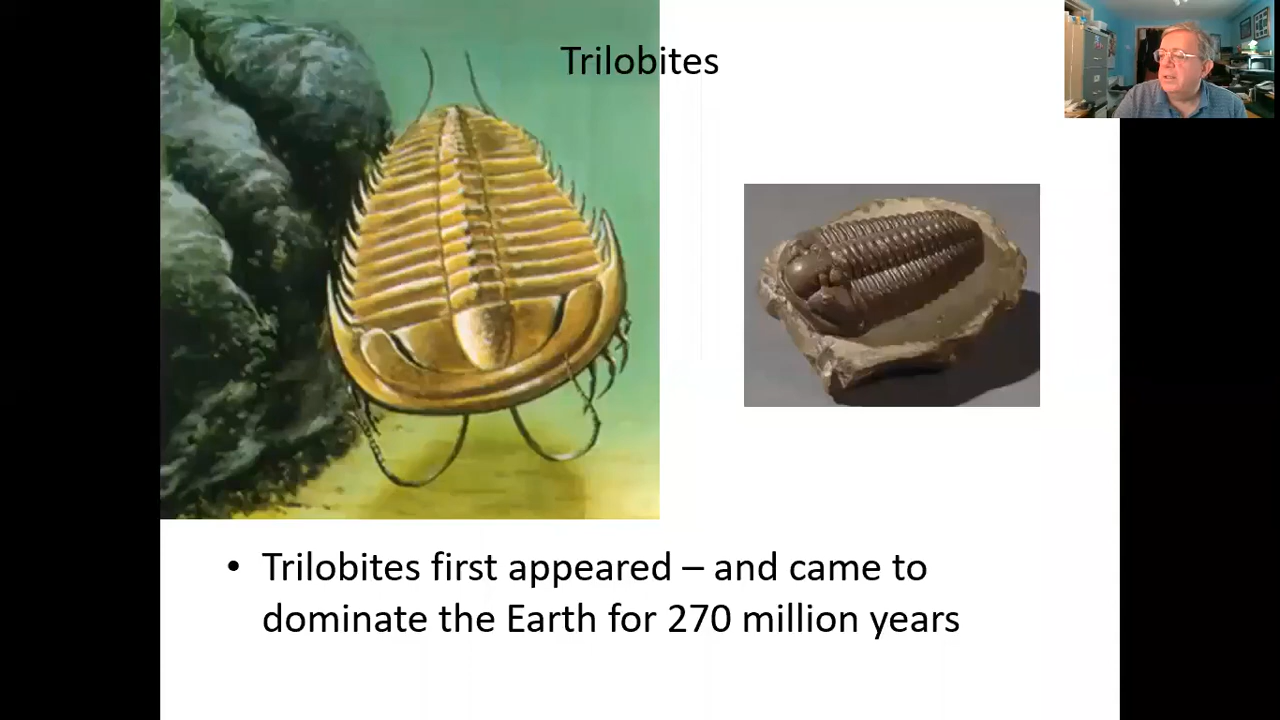 Trilobites
• Trilobites first appeared – and came to
dominate the Earth for 270 million years